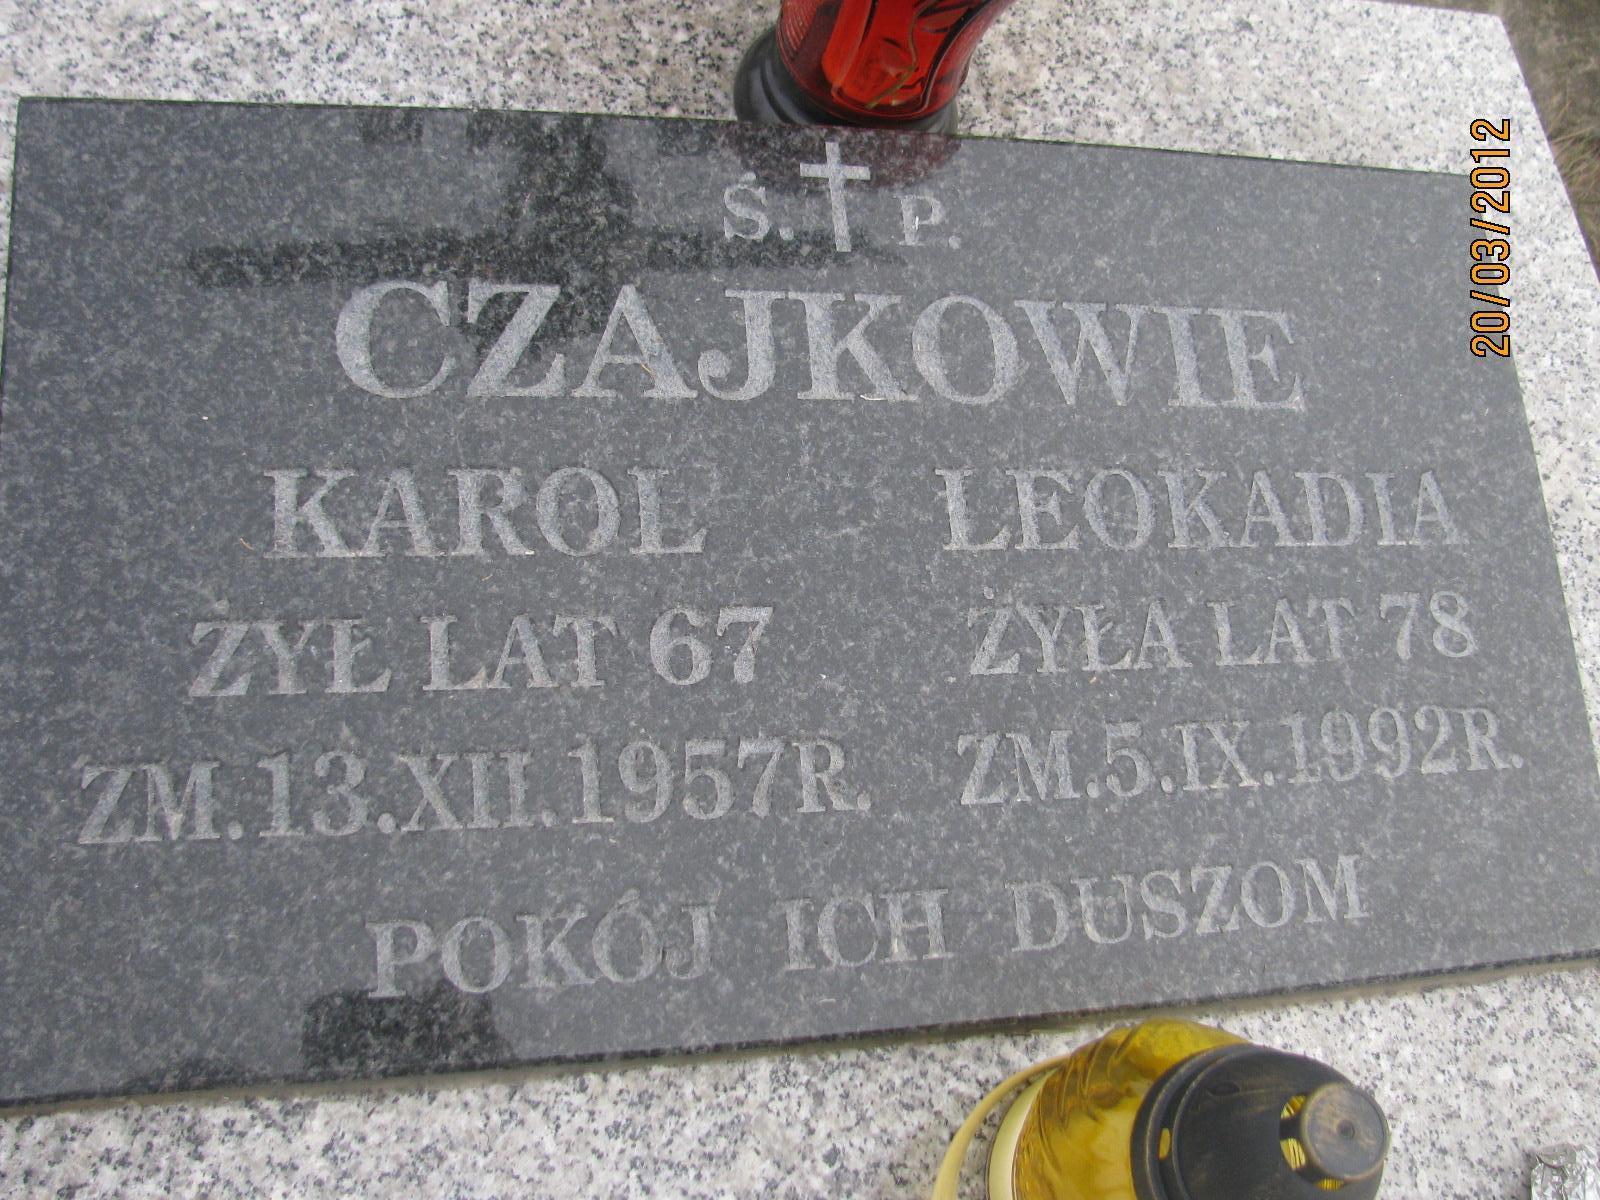 Ś. P.
CZAJKOWIE
KAROL LEOKADIA
ŻYŁ LAT 67 ŻYŁA LAT 78
ZM.13.XII.1957R. ZM.5.IX.1992R.
POKÓJ ICH DUSZOM
20/03/2012